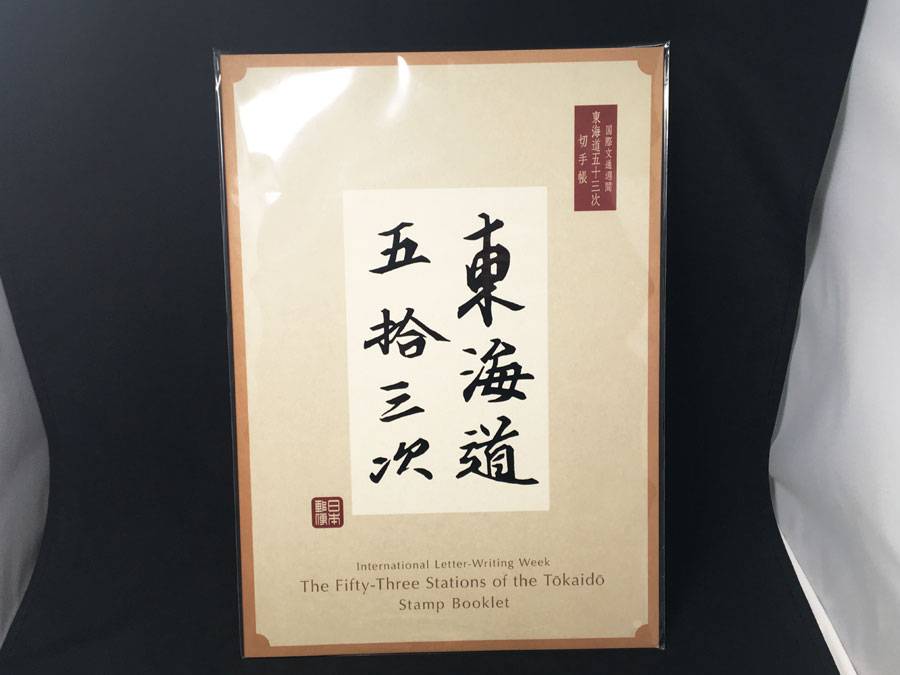 国際文通週間
東海道五十三次
切手帳
東海道
五拾三次
日本
郵便
International Letter-Writing Week
The Fifty-Three Stations of the Tōkaidō
Stamp Booklet